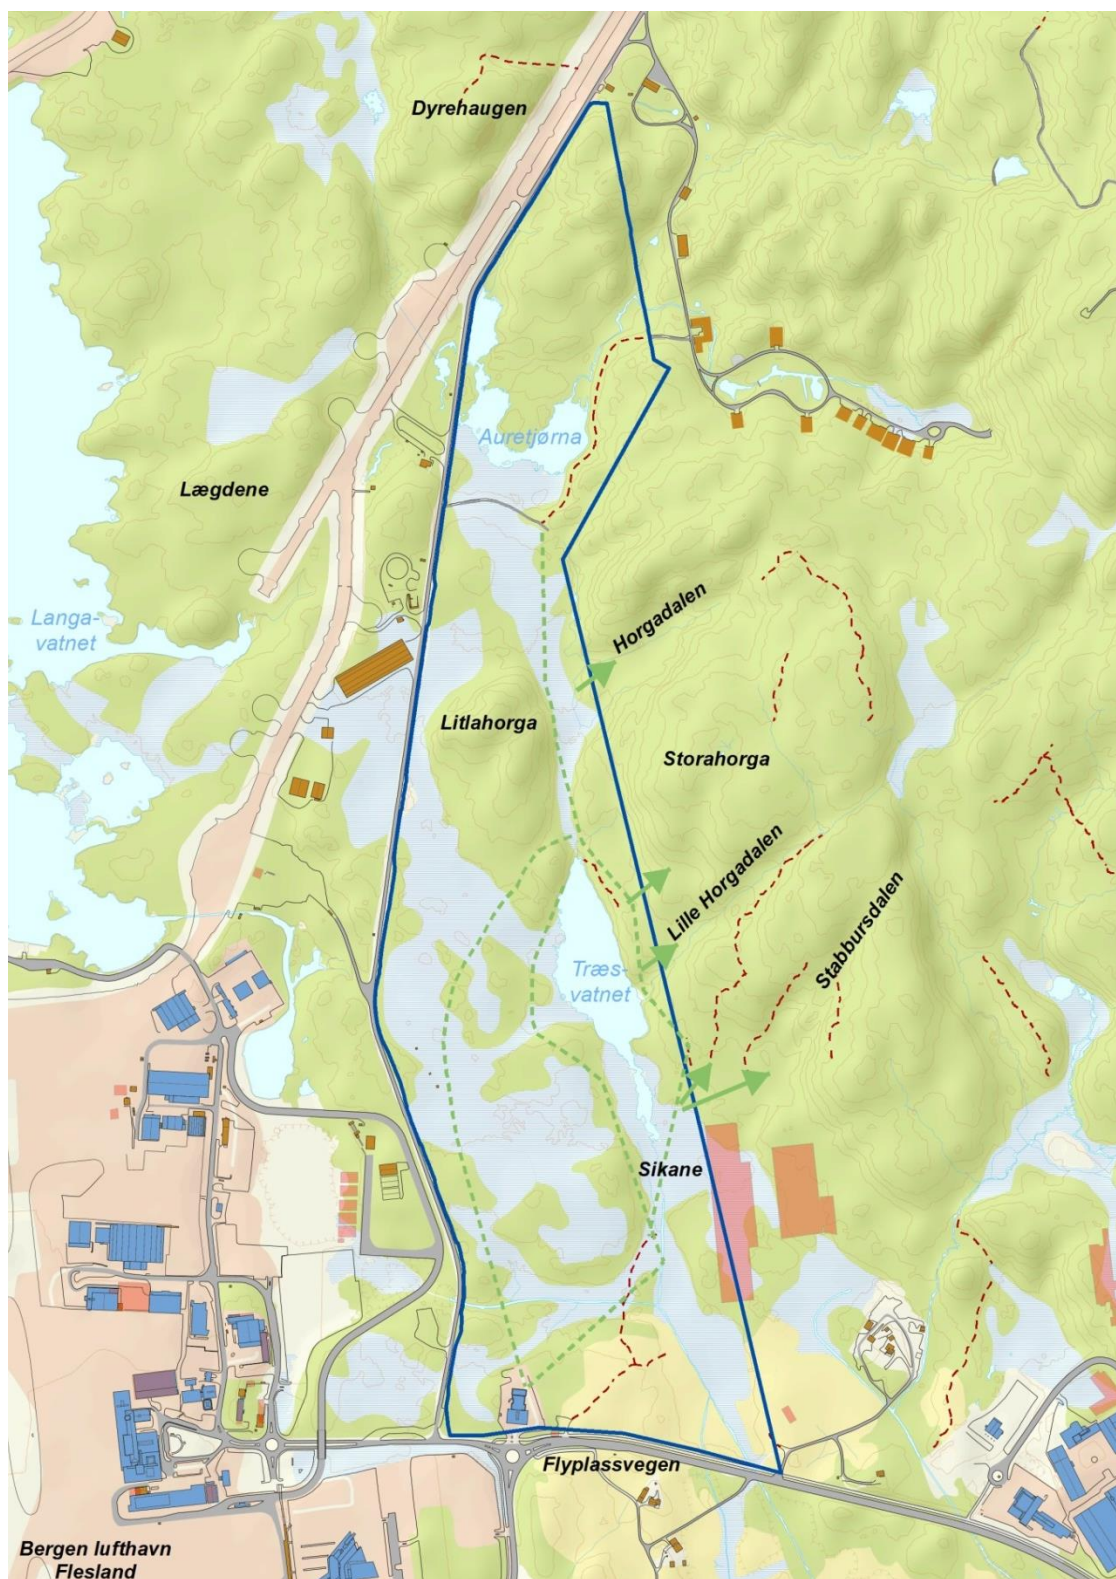 Dyrehaugen
Auretjørna
Lægdene
Horgadalen
Langa-
vatnet
Litlahorga
Storahorga
Lille Horgadalen
Stabbursdalen
Træs-
vatnet
Sikane
Flyplassvegen
Bergen lufthavn
Flesland